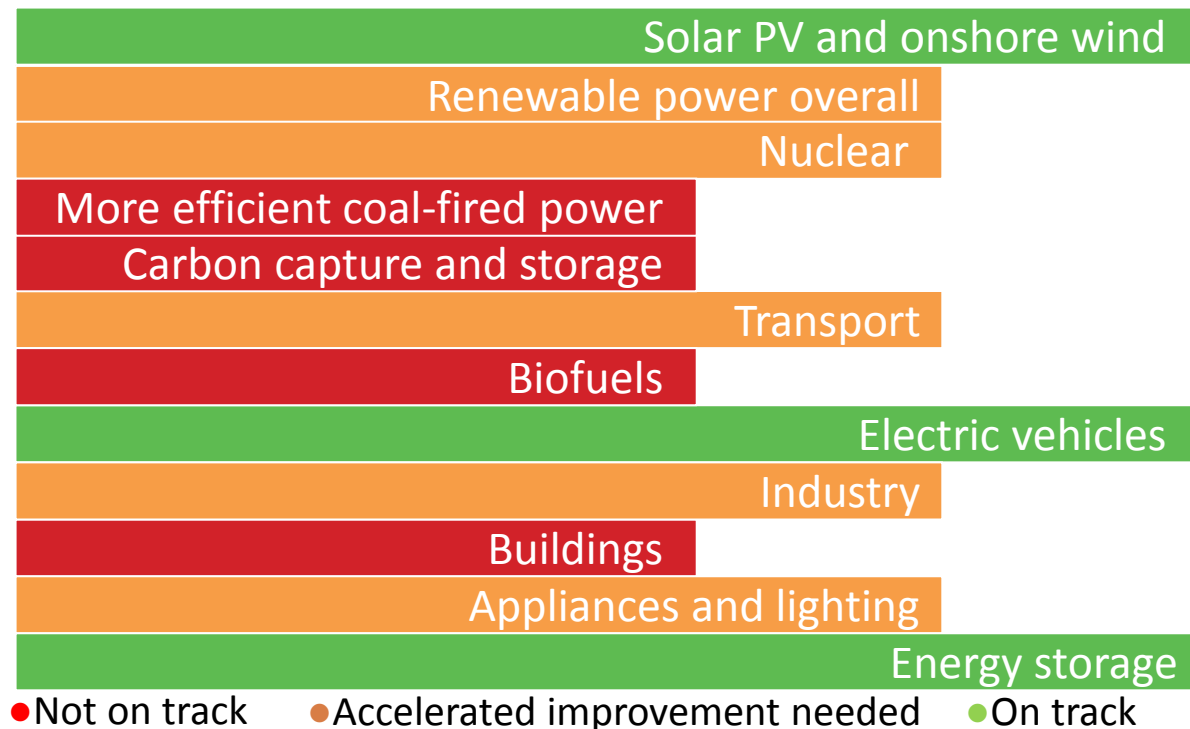 Solar PV and onshore wind
Renewable power overall
Nuclear
More efficient coal-fired power
Carbon capture and storage
Transport
Biofuels
Electric vehicles
Industry
Buildings
Appliances and lighting
Energy storage
Not on track Accelerated improvement needed On track